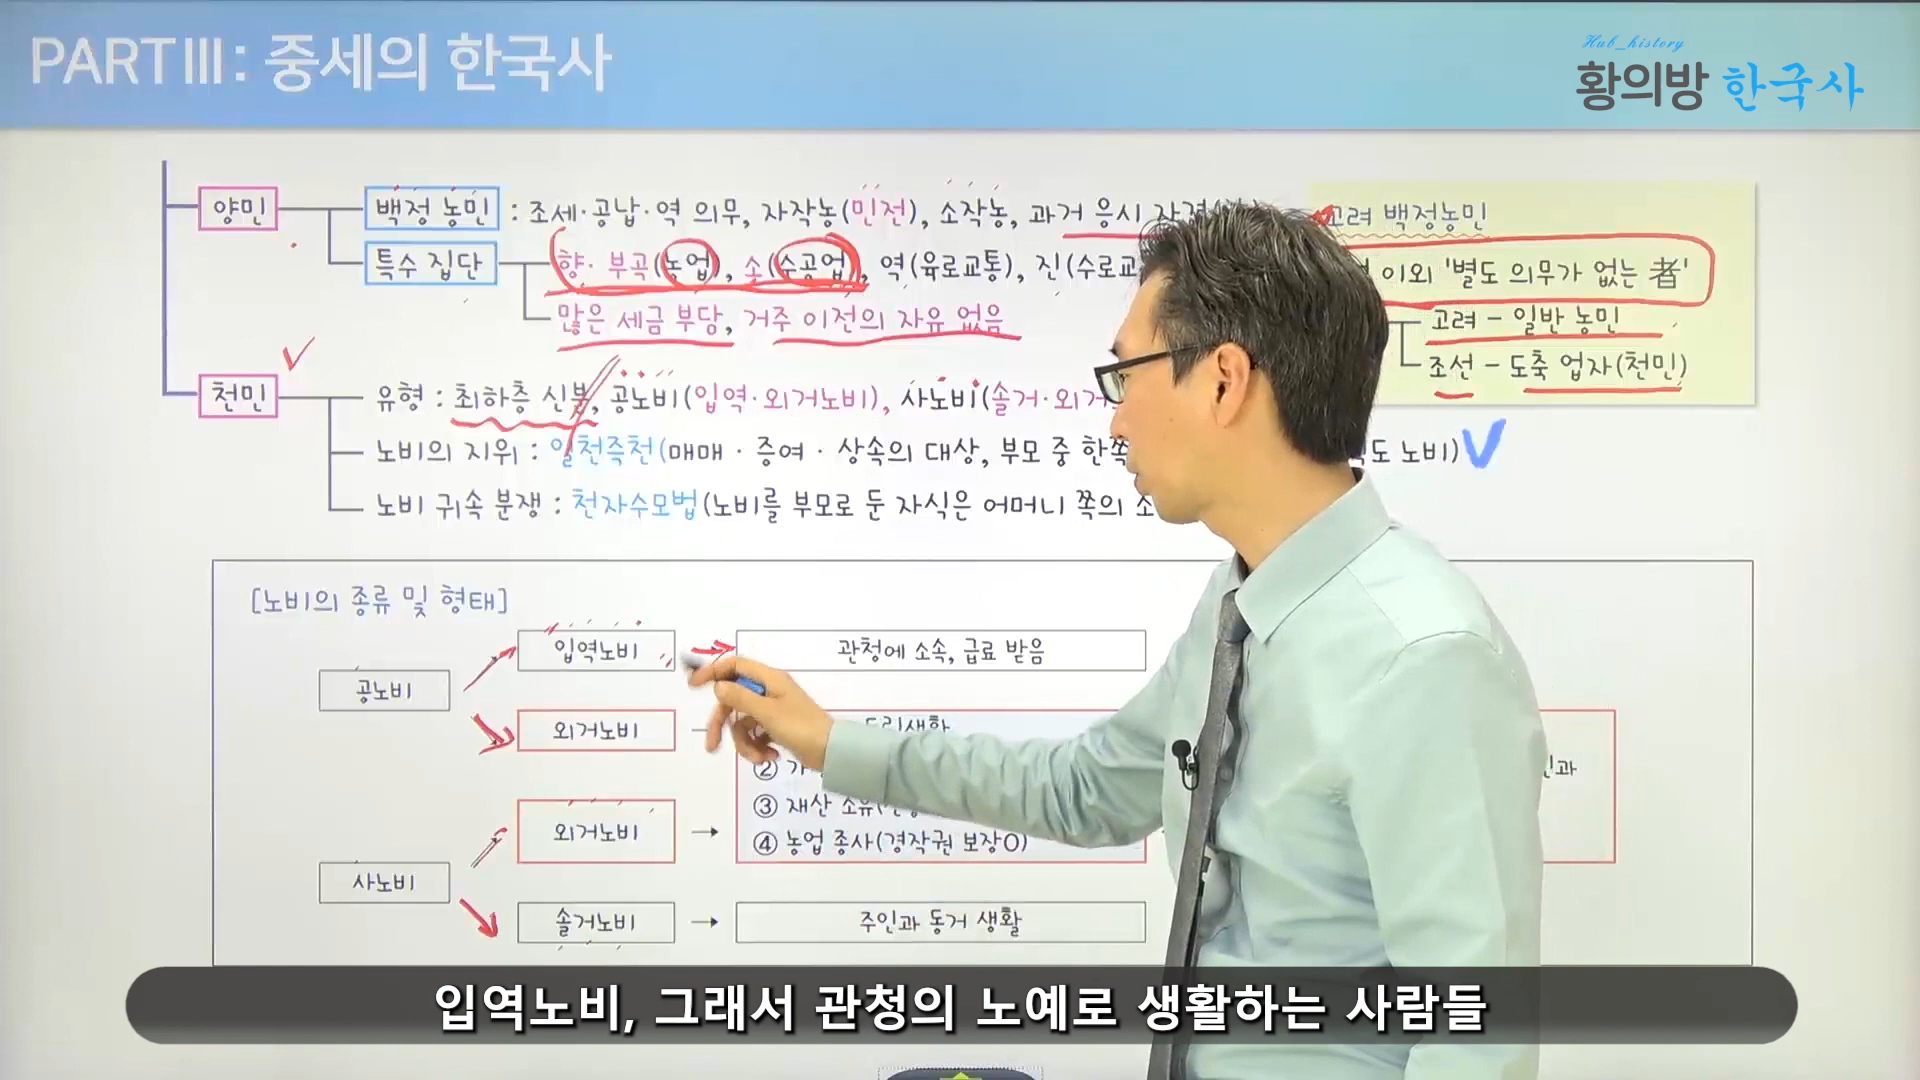 PART Ⅲ : 중세의 한국사
Hub_history
황의방 한국사
양민
백정 농민 : 조세·공납·역 의무, 자작농(민전), 소작농, 과거 응시
고려 백정농민
특수 집단
향· 부곡(농업), 소(수공업), 역(육로교통), 진(수로교
이외 '별도 의무가 없는 者'
많은 세금 부담, 거주 이전의 자유 없음
고려 - 일반 농민
조선 - 도축 업자(천민)
천민
유형 : 최하층 신분, 공노비(입역·외거노비), 사노비(솔거·외거
노비의 지위 : 일천즉천(매매 · 증여 · 상속의 대상, 부모 중 한쪽
도 노비)
노비 귀속 분쟁 : 천자수모법(노비를 부모로 둔 자식은 어머니 쪽의 소
[노비의 종류 및 형태]
공노비
입역노비
관청에 소속, 급료 받음
외거노비
② 가
③ 재산 소유(
④ 농업 종사(경작권 보장O)
외거노비
사노비
솔거노비
주인과 동거 생활
입역노비, 그래서 관청의 노예로 생활하는 사람들